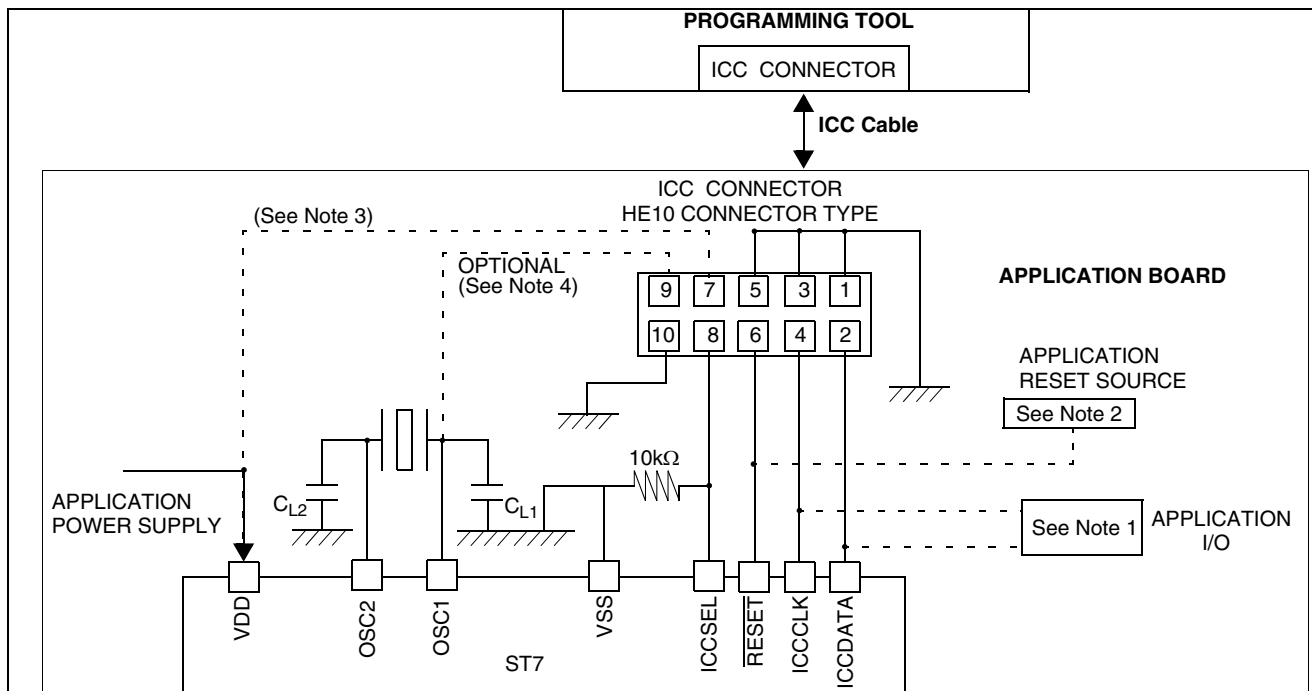 PROGRAMMING TOOL
ICC CONNECTOR
ICC Cable
ICC CONNECTOR
HE10 CONNECTOR TYPE
(See Note 3)
OPTIONAL
(See Note 4)
APPLICATION BOARD
9 7 5 3 1
10 8 6 4 2
APPLICATION
RESET SOURCE
See Note 2
10kΩ
APPLICATION
POWER SUPPLY
CL2
CL1
See Note 1
APPLICATION
I/O
VDD
OSC2
OSC1
VSS
ICCSEL
RESET
ICCCLK
ICCDATA
ST7